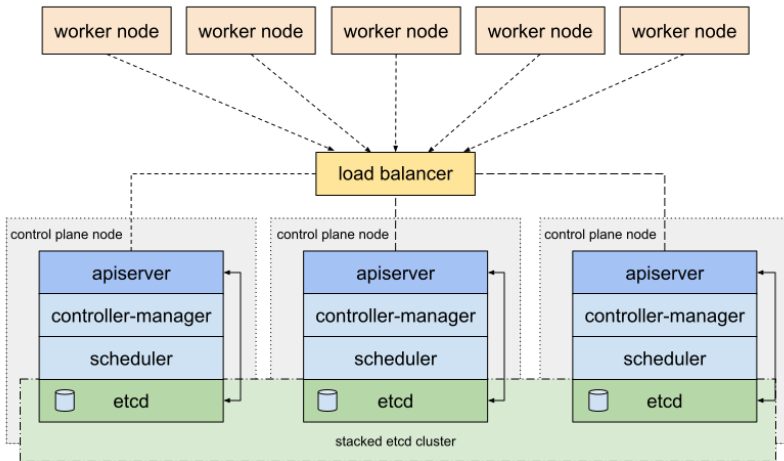 worker node
worker node
worker node
worker node
worker node
load balancer
control plane node
control plane node
control plane node
apiserver
apiserver
apiserver
controller-manager
controller-manager
controller-manager
scheduler
scheduler
scheduler
etcd
etcd
etcd
stacked etcd cluster